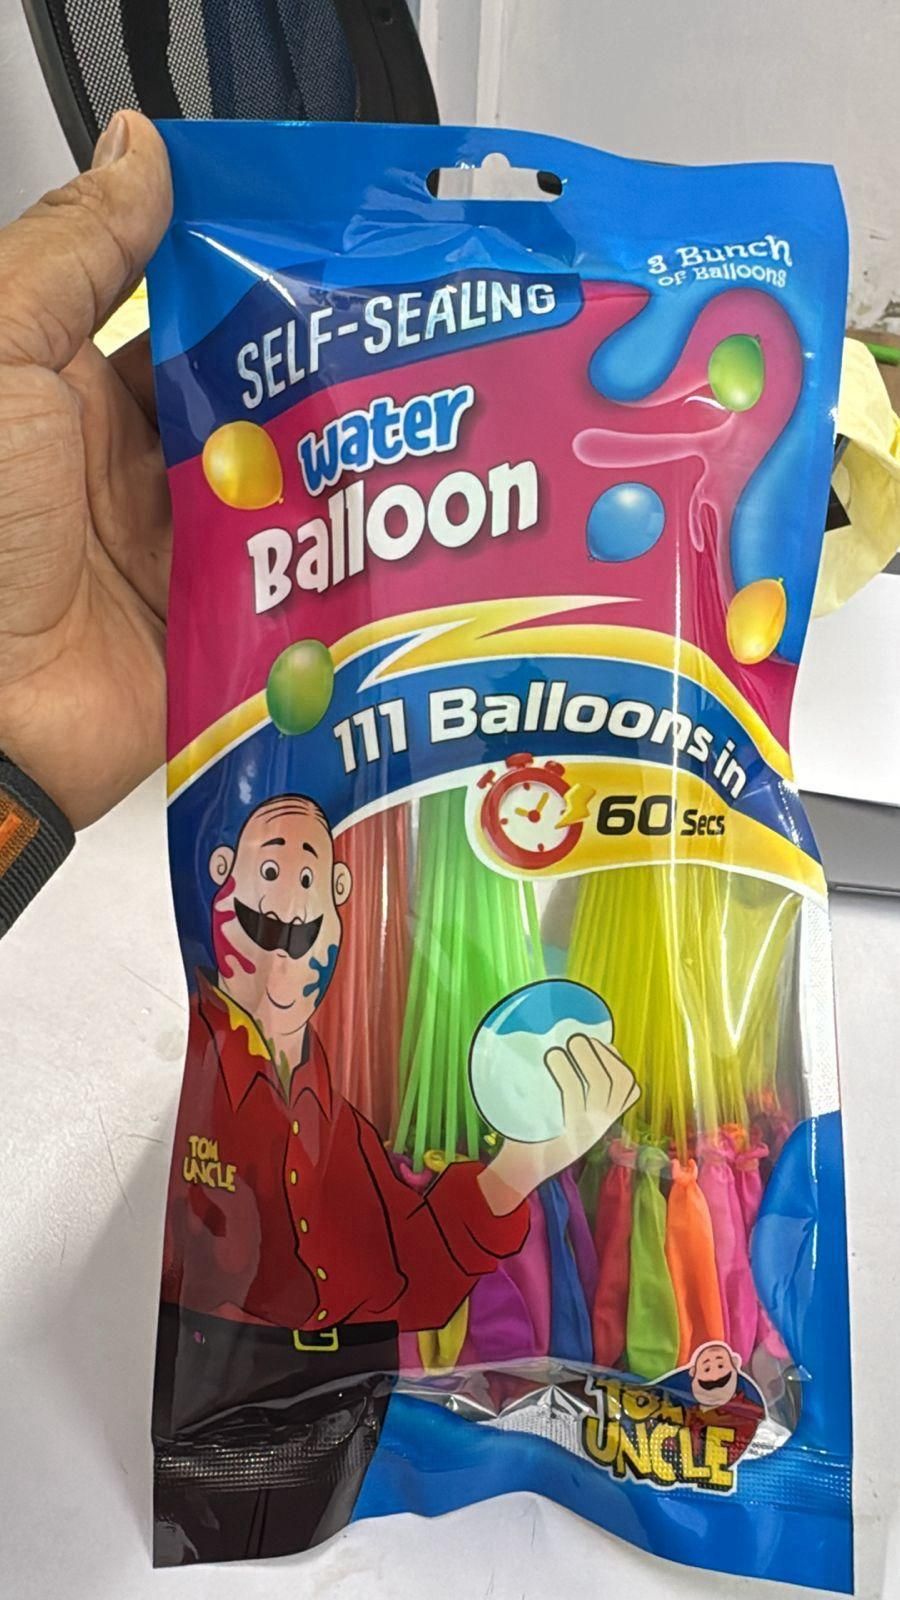 3 Bunch
of Balloons
SELF-SEALING
water
Balloon
111 Balloons in
60 Secs
TOM
UNCLE
TOM
UNCLE